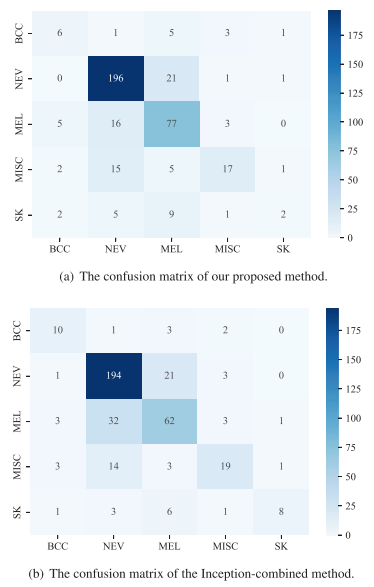 BCC 6 1 5 3 1
NEV 0 196 21 1 1
MEL 5 16 77 3 0
MISC 2 15 5 17 1
SK 2 5 9 1 2
BCC NEV MEL MISC SK
175
150
125
100
75
50
25
0
(a) The confusion matrix of our proposed method.
BCC 10 1 3 2 0
NEV 1 194 21 3 0
MEL 3 32 62 3 1
MISC 3 14 3 19 1
SK 1 3 6 1 8
BCC NEV MEL MISC SK
175
150
125
100
75
50
25
0
(b) The confusion matrix of the Inception-combined method.